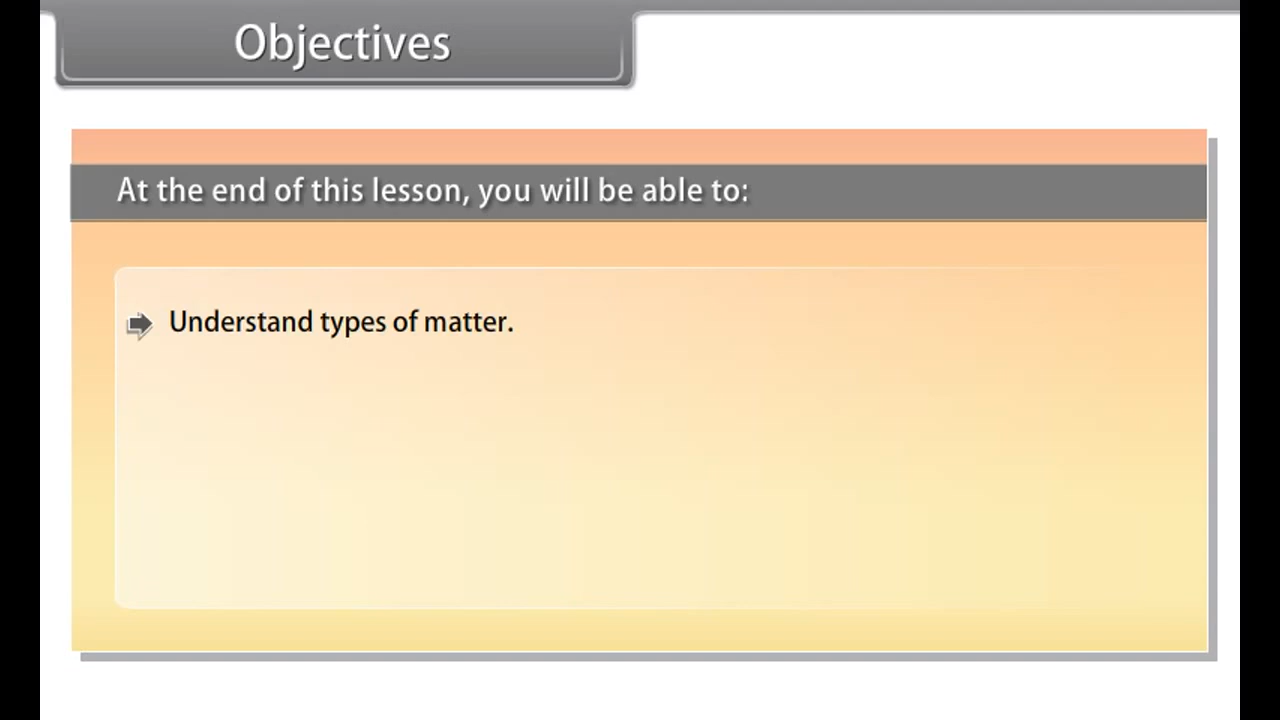 Objectives
At the end of this lesson, you will be able to:
Understand types of matter.